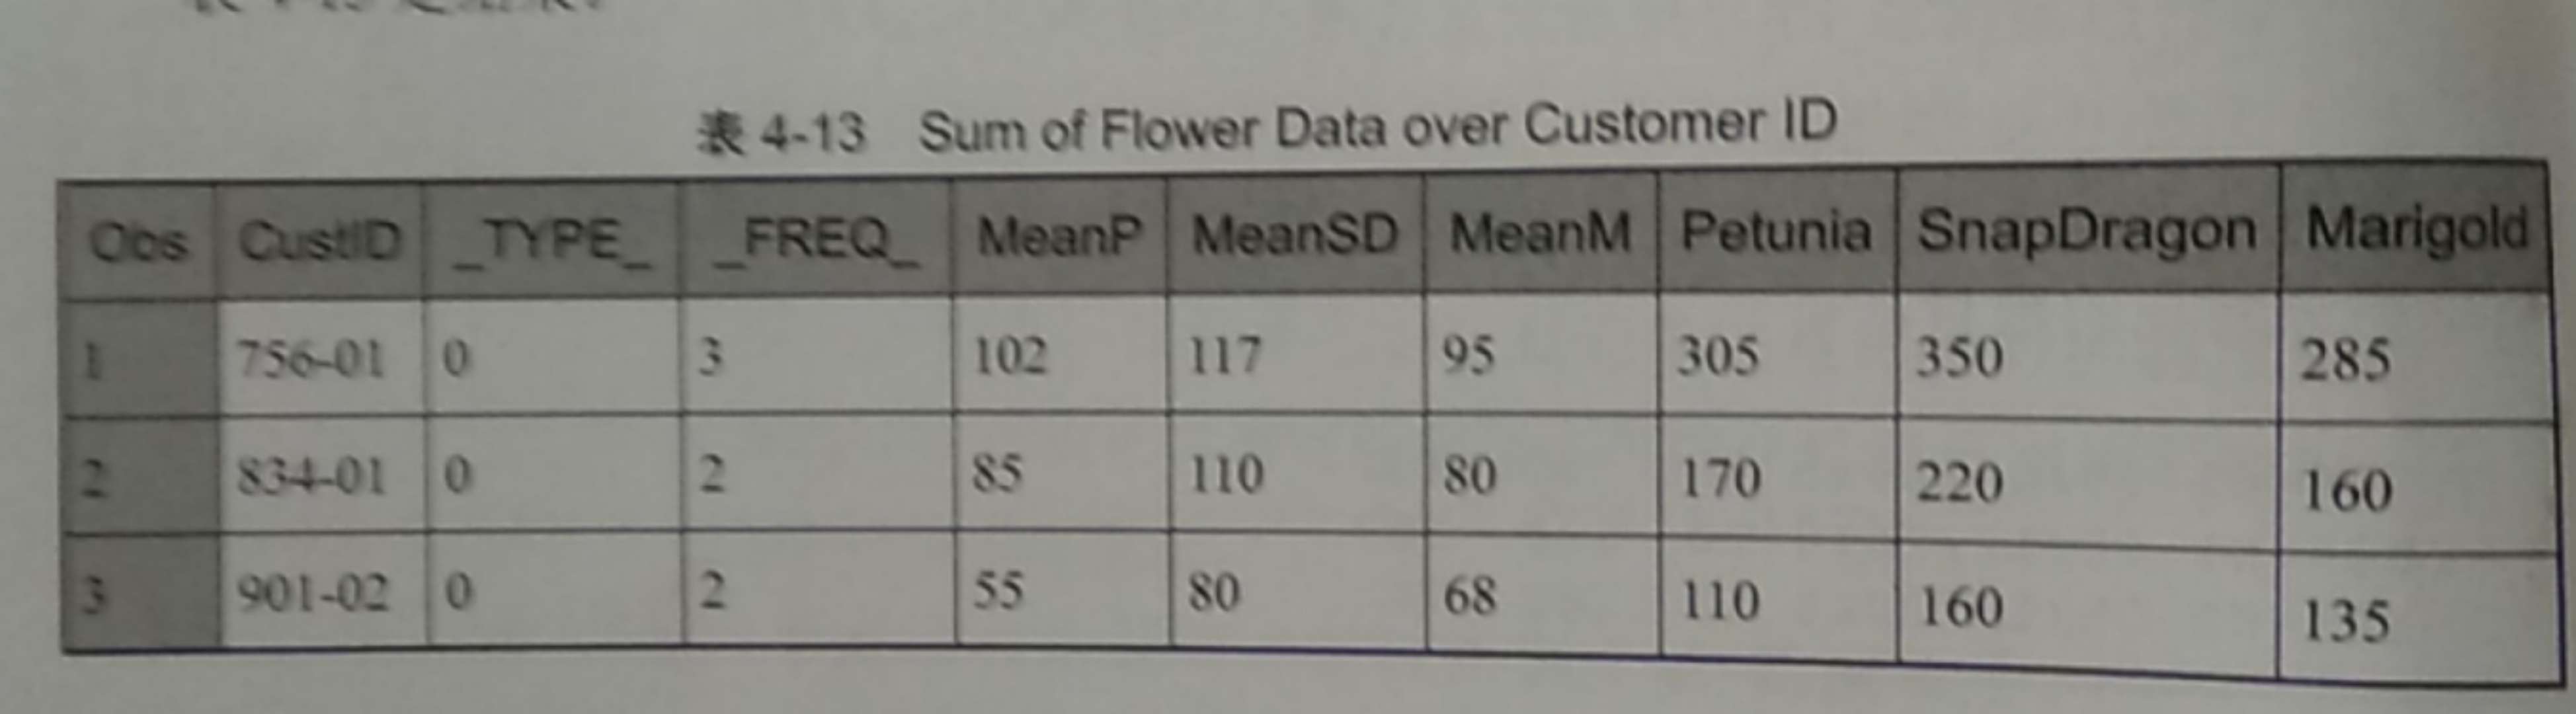 表 4-13 Sum of Flower Data over Customer ID
Obs CustID _TYPE_ _FREQ_ MeanP MeanSD MeanM Petunia SnapDragon Marigold
1 756-01 0 3 102 117 95 305 350 285
2 834-01 0 2 85 110 80 170 220 160
3 901-02 0 2 55 80 68 110 160 135